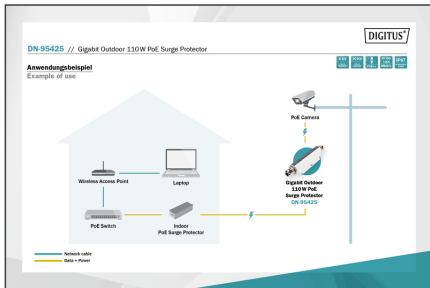 DIGITUS
DN-95425 // Gigabit Outdoor 110 W PoE Surge Protector
Anwendungsbeispiel
Example of use
IP67
PoE Camera
Wireless Access Point
Laptop
Gigabit Outdoor
110 W PoE
Surge Protector
DN-95425
PoE Switch
Indoor
PoE Surge Protector
Network cable
Data + Power